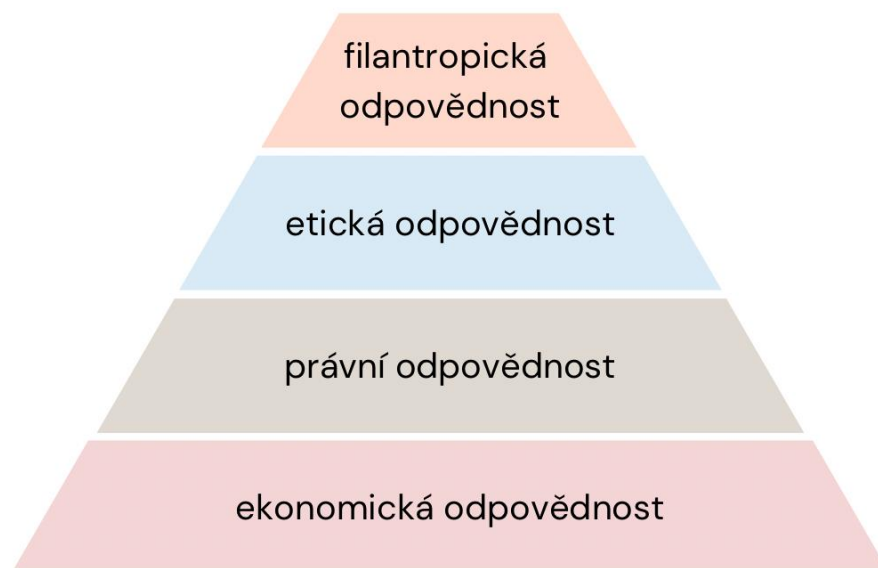 filantropická
odpovědnost
etická odpovědnost
právní odpovědnost
ekonomická odpovědnost